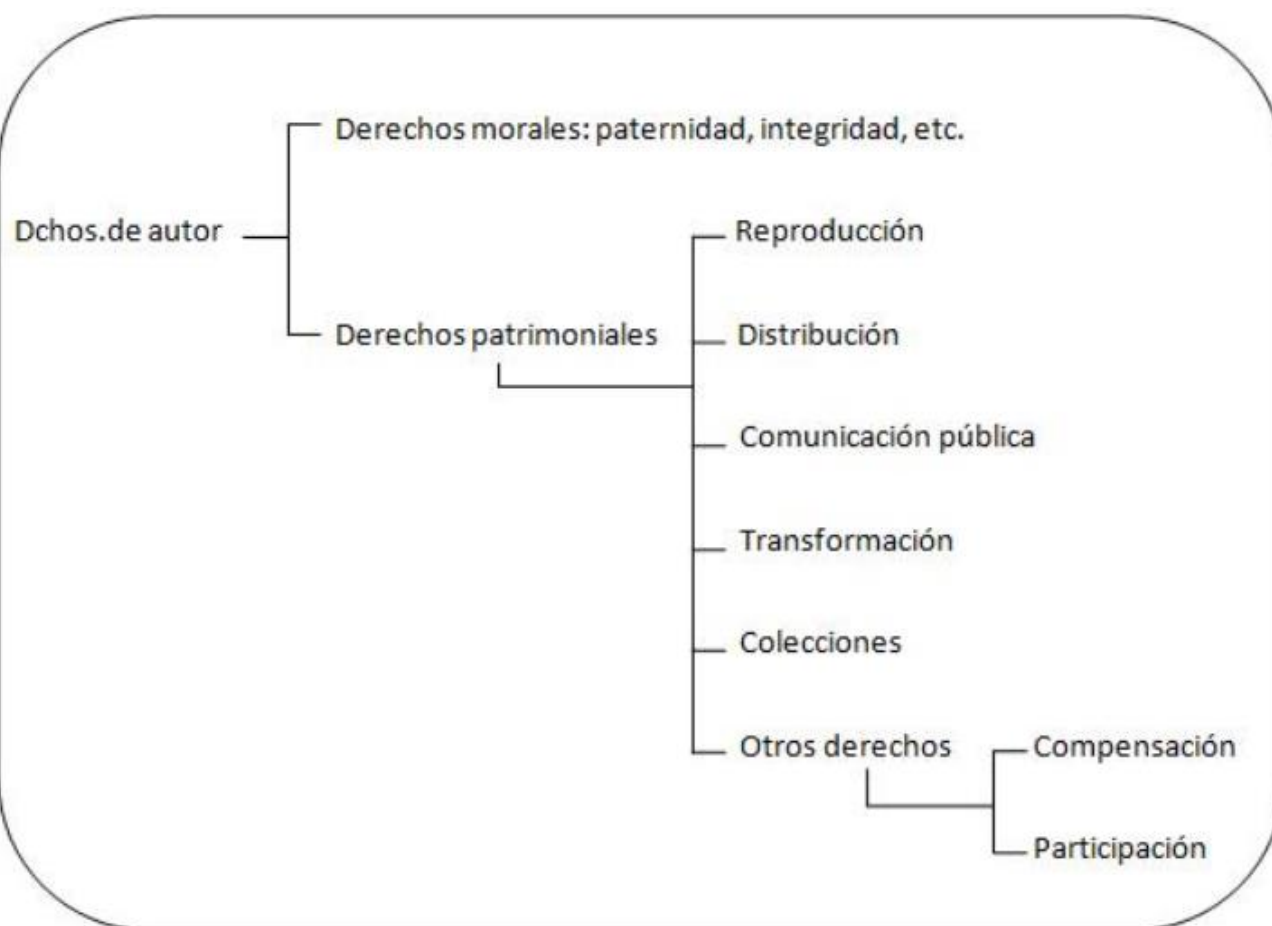 Derechos morales: paternidad, integridad, etc.
Dchos.de autor
Reproducción
Derechos patrimoniales
Distribución
Comunicación pública
Transformación
Colecciones
Otros derechos
Compensación
Participación